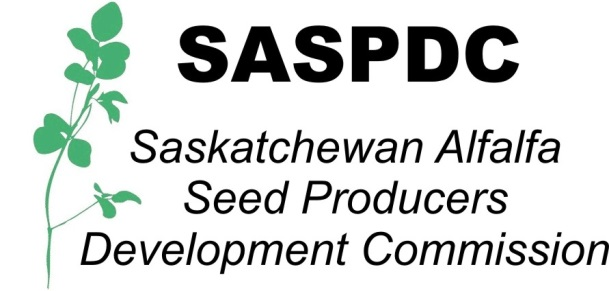 SASPDC
Saskatchewan Alfalfa
Seed Producers
Development Commission